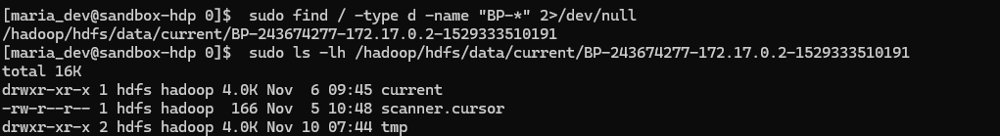 [maria_dev@sandbox-hdp 0]$  sudo find / -type d -name "BP-*" 2>/dev/null
/hadoop/hdfs/data/current/BP-243674277-172.17.0.2-1529333510191
[maria_dev@sandbox-hdp 0]$  sudo ls -lh /hadoop/hdfs/data/current/BP-243674277-172.17.0.2-1529333510191
total 16K
drwxr-xr-x 1 hdfs hadoop 4.0K Nov  6 09:45 current
-rw-r--r-- 1 hdfs hadoop  166 Nov  5 10:48 scanner.cursor
drwxr-xr-x 2 hdfs hadoop 4.0K Nov 10 07:44 tmp